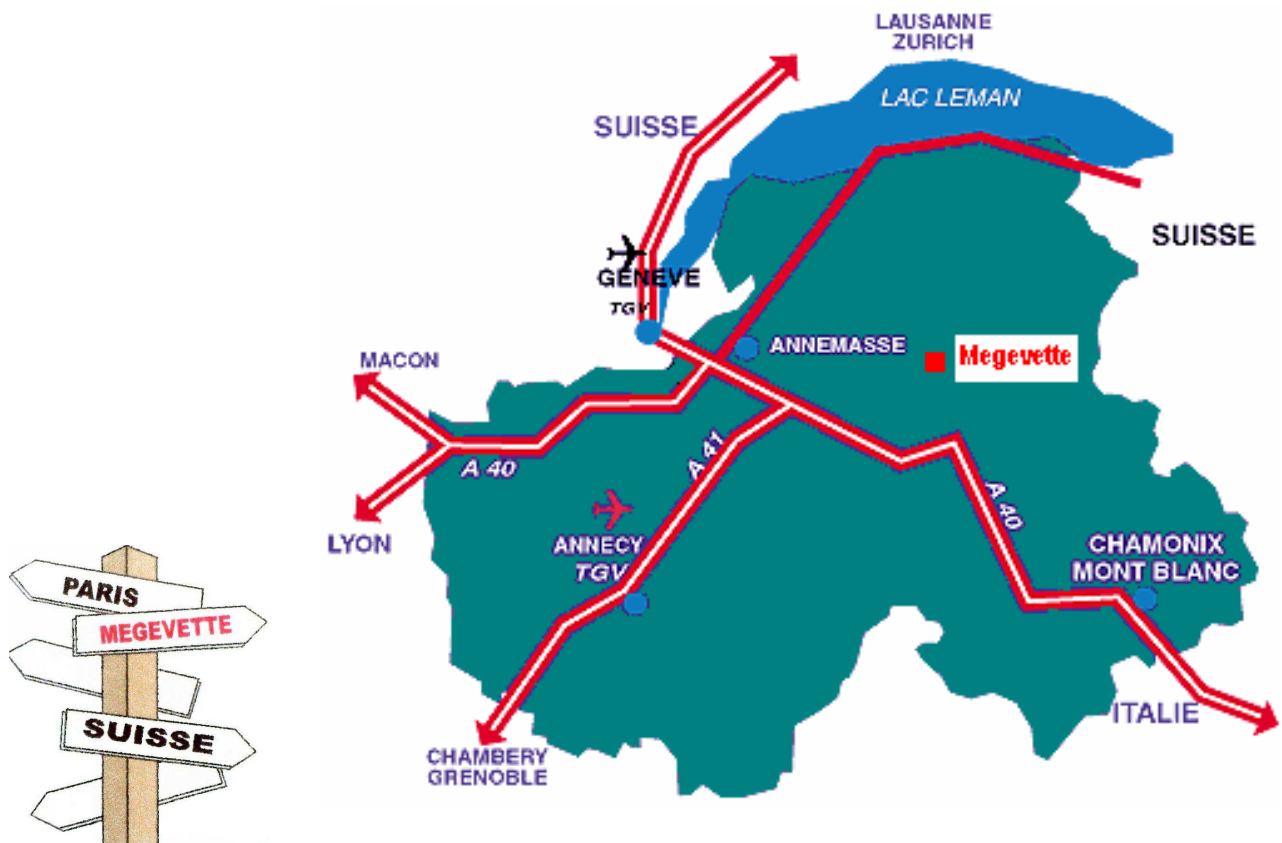 LAUSANNE
ZURICH
LAC LEMAN
SUISSE
SUISSE
GENEVE
TGV
ANNEMASSE
Megevette
MACON
A 40
A 41
A 40
LYON
ANNECY
TGV
CHAMONIX
MONT BLANC
ITALIE
CHAMBERY
GRENOBLE
PARIS
MEGEVETTE
SUISSE